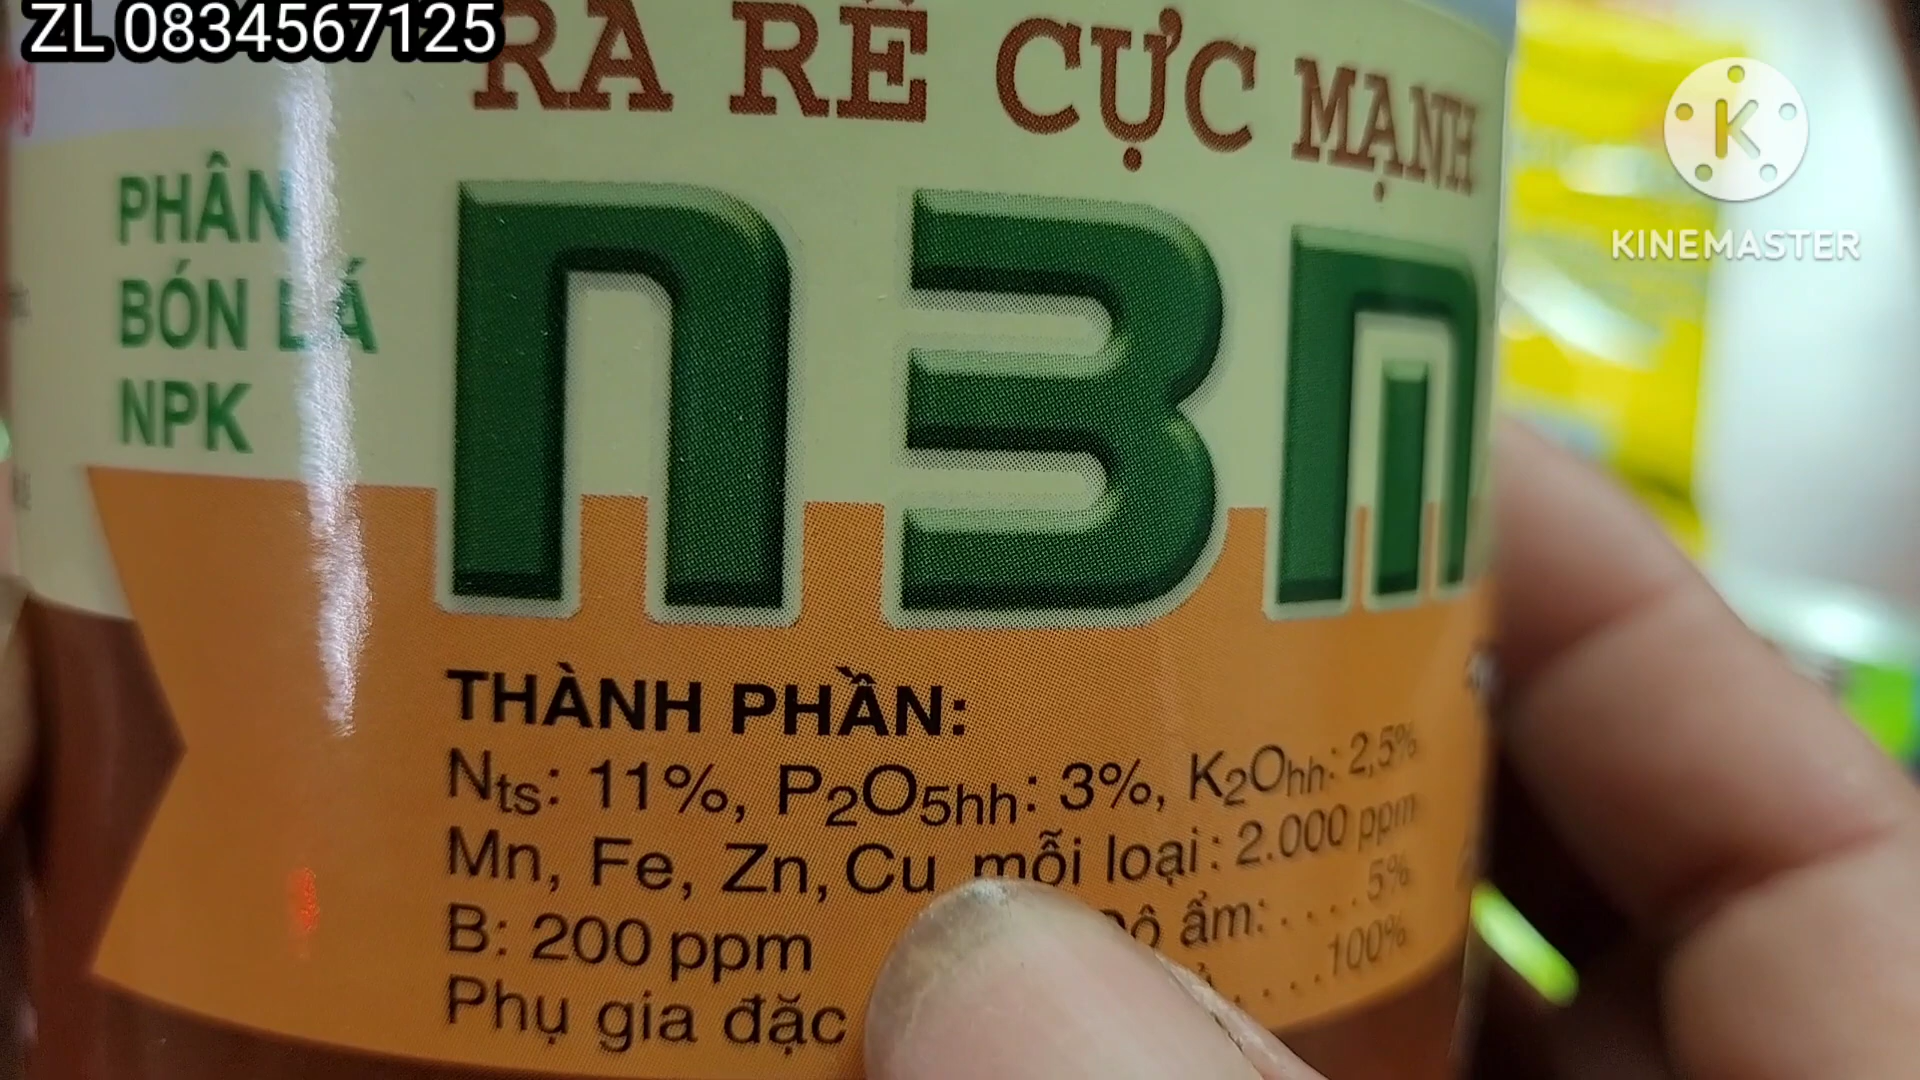 ZL 0834567125
RA RỄ CỰC MẠNH
PHÂN
BÓN LÁ
NPK
n3m
KINEMASTER
THÀNH PHẦN:
Nts: 11%, P2O5hh: 3%, K2Ohh: 2,5%
Mn, Fe, Zn, Cu mỗi loại: 2.000 ppm
B: 200 ppm ẩm: .... 5%
Phụ gia đặc ....100%